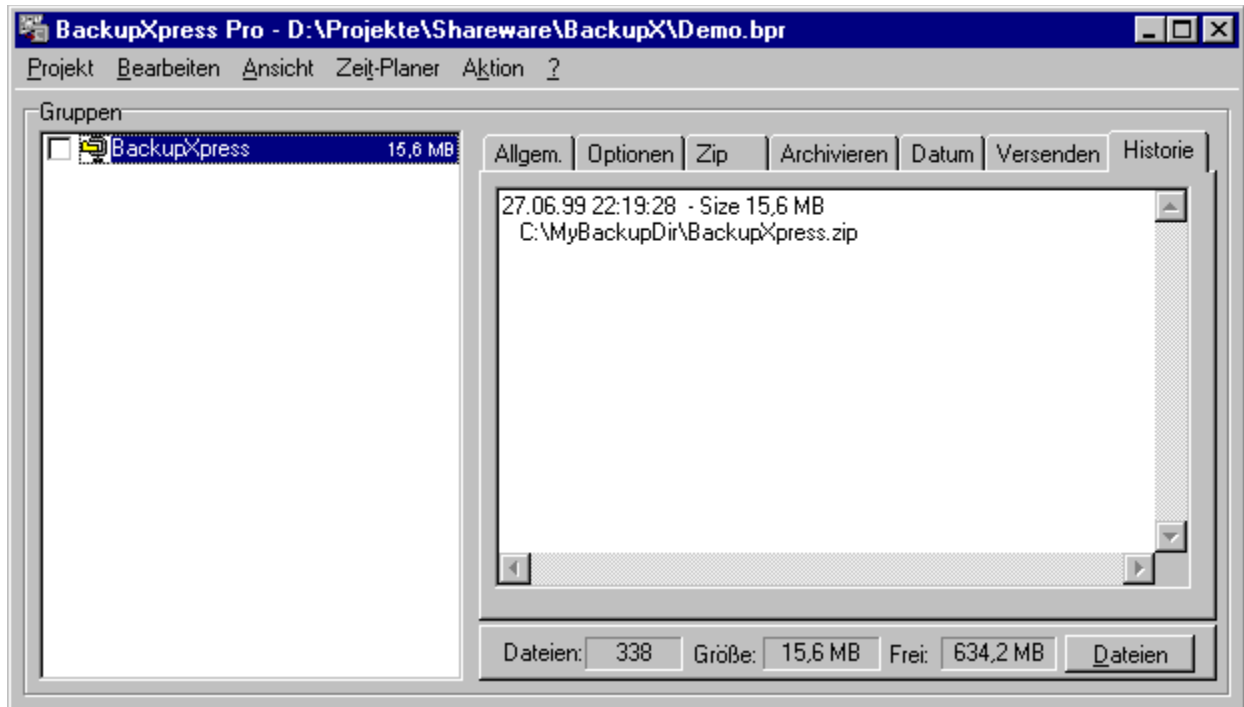 BackupXpress Pro - D:\Projekte\Shareware\BackupX\Demo.bpr
Projekt Bearbeiten Ansicht Zeit-Planer Aktion ?
Gruppen
BackupXpress 15,6 MB
Allgem. Optionen Zip Archivieren Datum Versenden Historie
27.06.99 22:19:28 - Size 15,6 MB
C:\MyBackupDir\BackupXpress.zip
Dateien: 338 Größe: 15,6 MB Frei: 634,2 MB Dateien